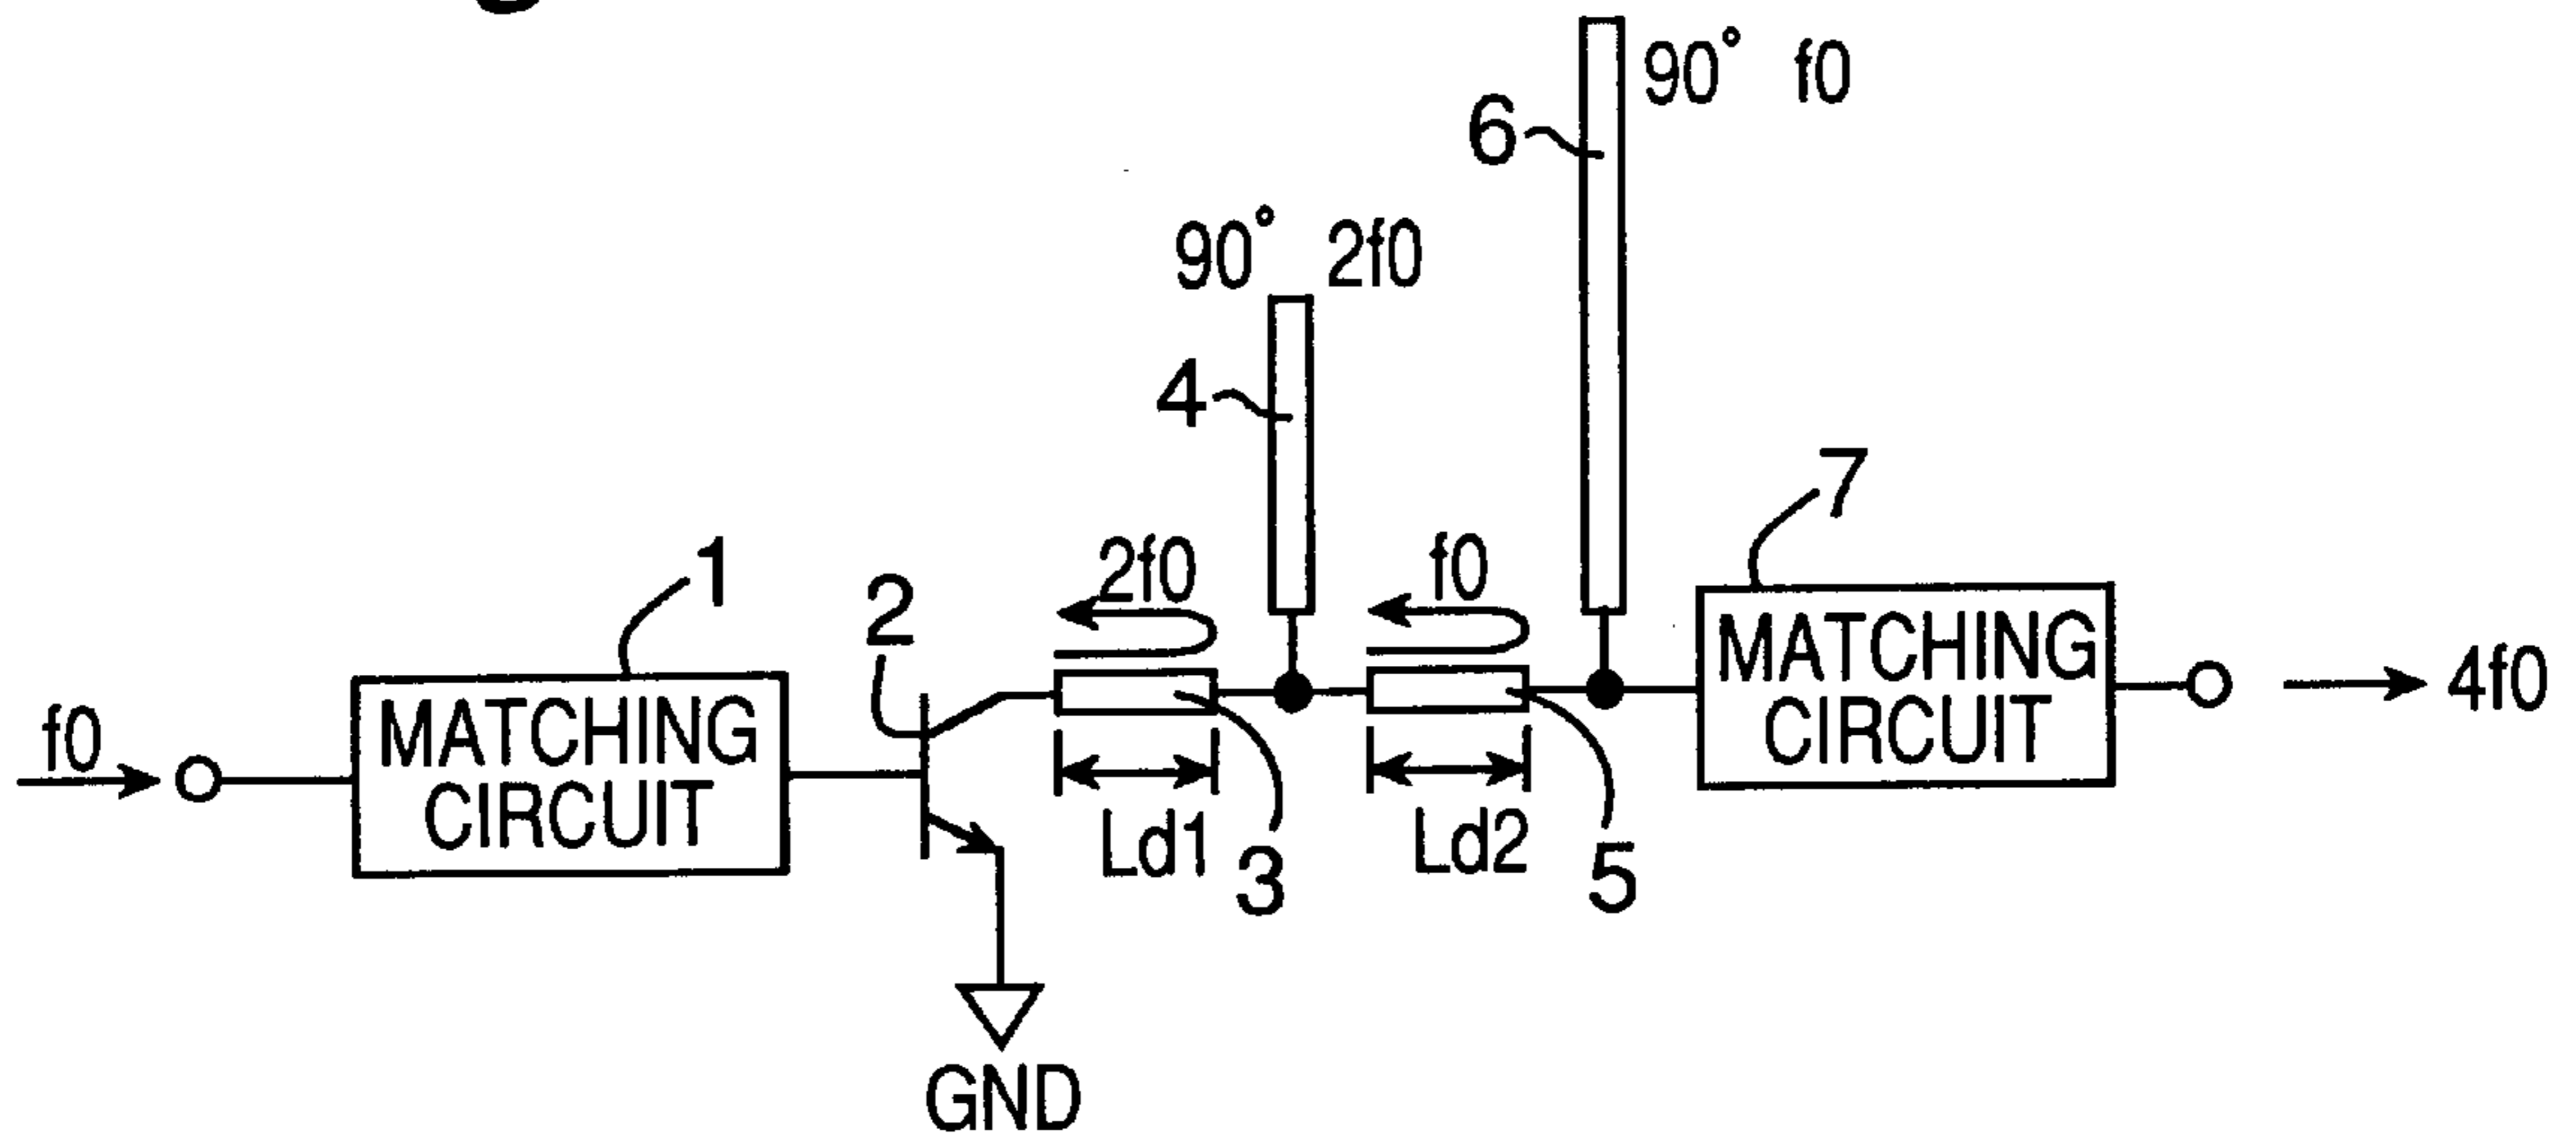 90° f0
6
90° 2f0
4
7
1
2
2f0
f0
MATCHING
CIRCUIT
MATCHING
CIRCUIT
f0
4f0
Ld1
3
Ld2
5
GND